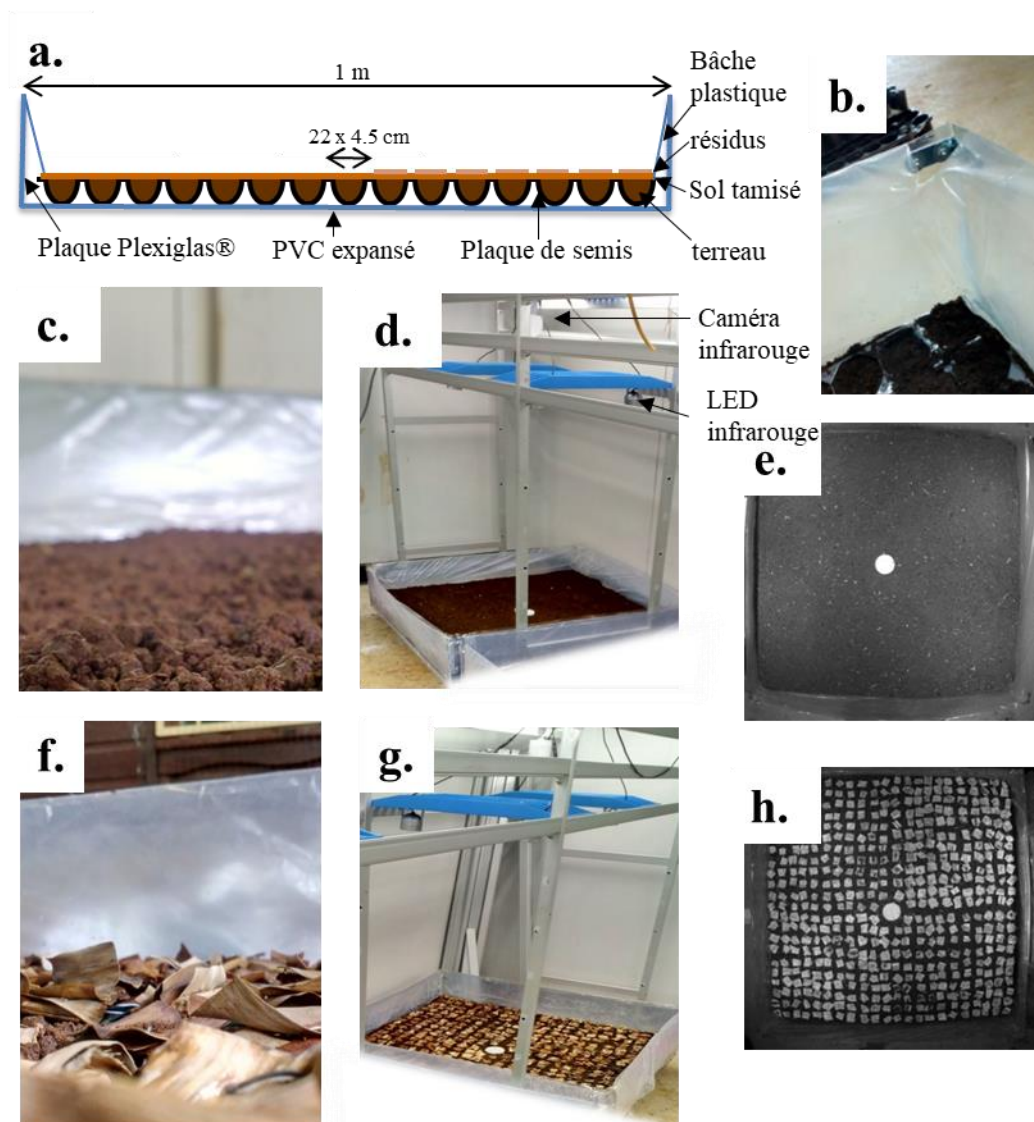 a.
1 m
Bâche
plastique
b.
22 x 4.5 cm
résidus
Sol tamisé
Plaque Plexiglas®
PVC expansé
Plaque de semis
terreau
c.
d.
Caméra
infrarouge
LED
infrarouge
e.
f.
g.
h.